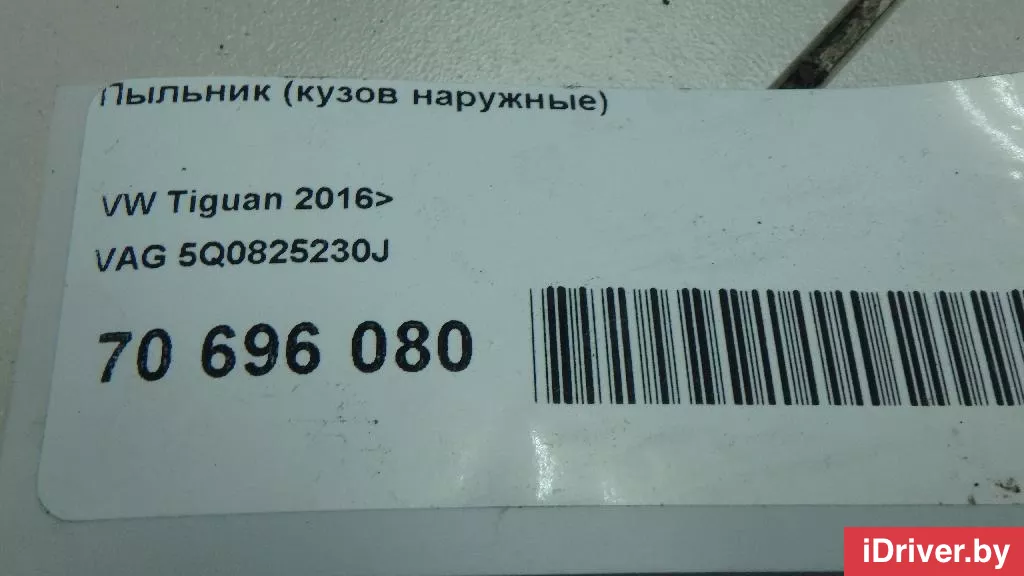 Пыльник (кузов наружные)
VW Tiguan 2016>
VAG 5Q0825230J
70 696 080
iDriver.by